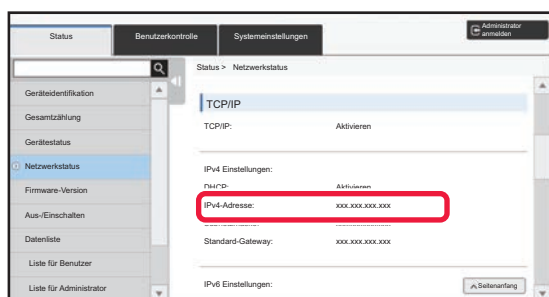 Status
Benutzerkontrolle
Systemeinstellungen
Administrator anmelden
Status > Netzwerkstatus
Geräteidentifikation
Gesamtzählung
Gerätestatus
Netzwerkstatus
Firmware-Version
Aus-/Einschalten
Datenliste
Liste für Benutzer
Liste für Administrator
TCP/IP
TCP/IP: Aktivieren
IPv4 Einstellungen:
DHCP: Aktivieren
IPv4-Adresse: xxx.xxx.xxx.xxx
Standard-Gateway: xxx.xxx.xxx.xxx
IPv6 Einstellungen:
Seitenanfang